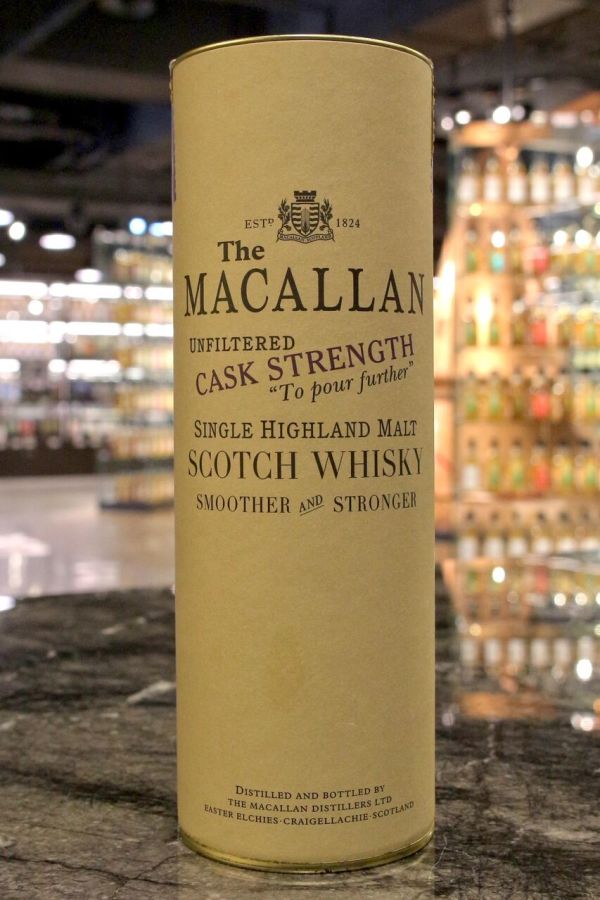 ESTD 1824
The
MACALLAN
UNFILTERED
CASK STRENGTH
"To pour further"
SINGLE HIGHLAND MALT
SCOTCH WHISKY
SMOOTHER AND STRONGER
DISTILLED AND BOTTLED BY
THE MACALLAN DISTILLERS LTD
EASTER ELCHIES·CRAIGELLACHIE·SCOTLAND